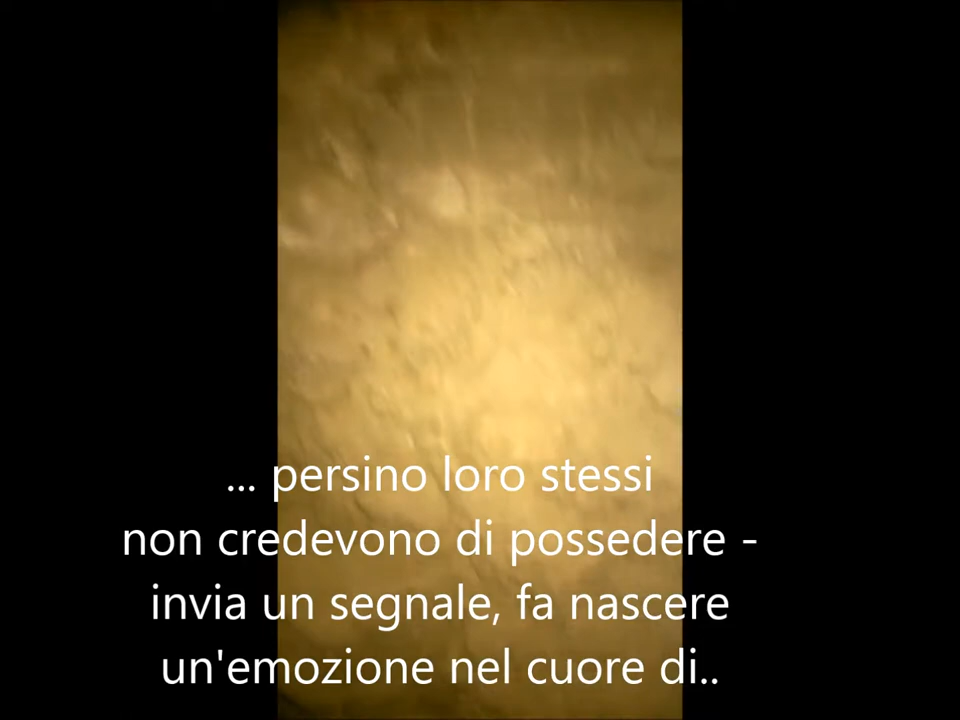 ... persino loro stessi
non credevono di possedere -
invia un segnale, fa nascere
un'emozione nel cuore di..